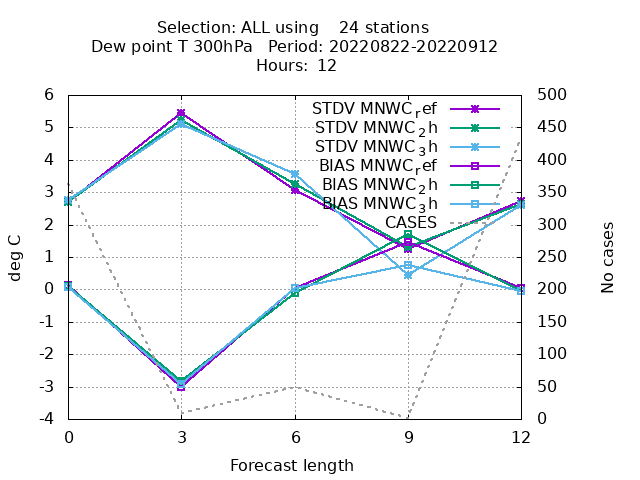 Selection: ALL using    24 stations
Dew point T 300hPa   Period: 20220822-20220912
Hours: 12
STDV MNWC_ref
STDV MNWC_2h
STDV MNWC_3h
BIAS MNWC_ref
BIAS MNWC_2h
BIAS MNWC_3h
CASES
6
5
4
3
2
1
0
-1
-2
-3
-4
deg C
500
450
400
350
300
250
200
150
100
50
0
No cases
0 3 6 9 12
Forecast length